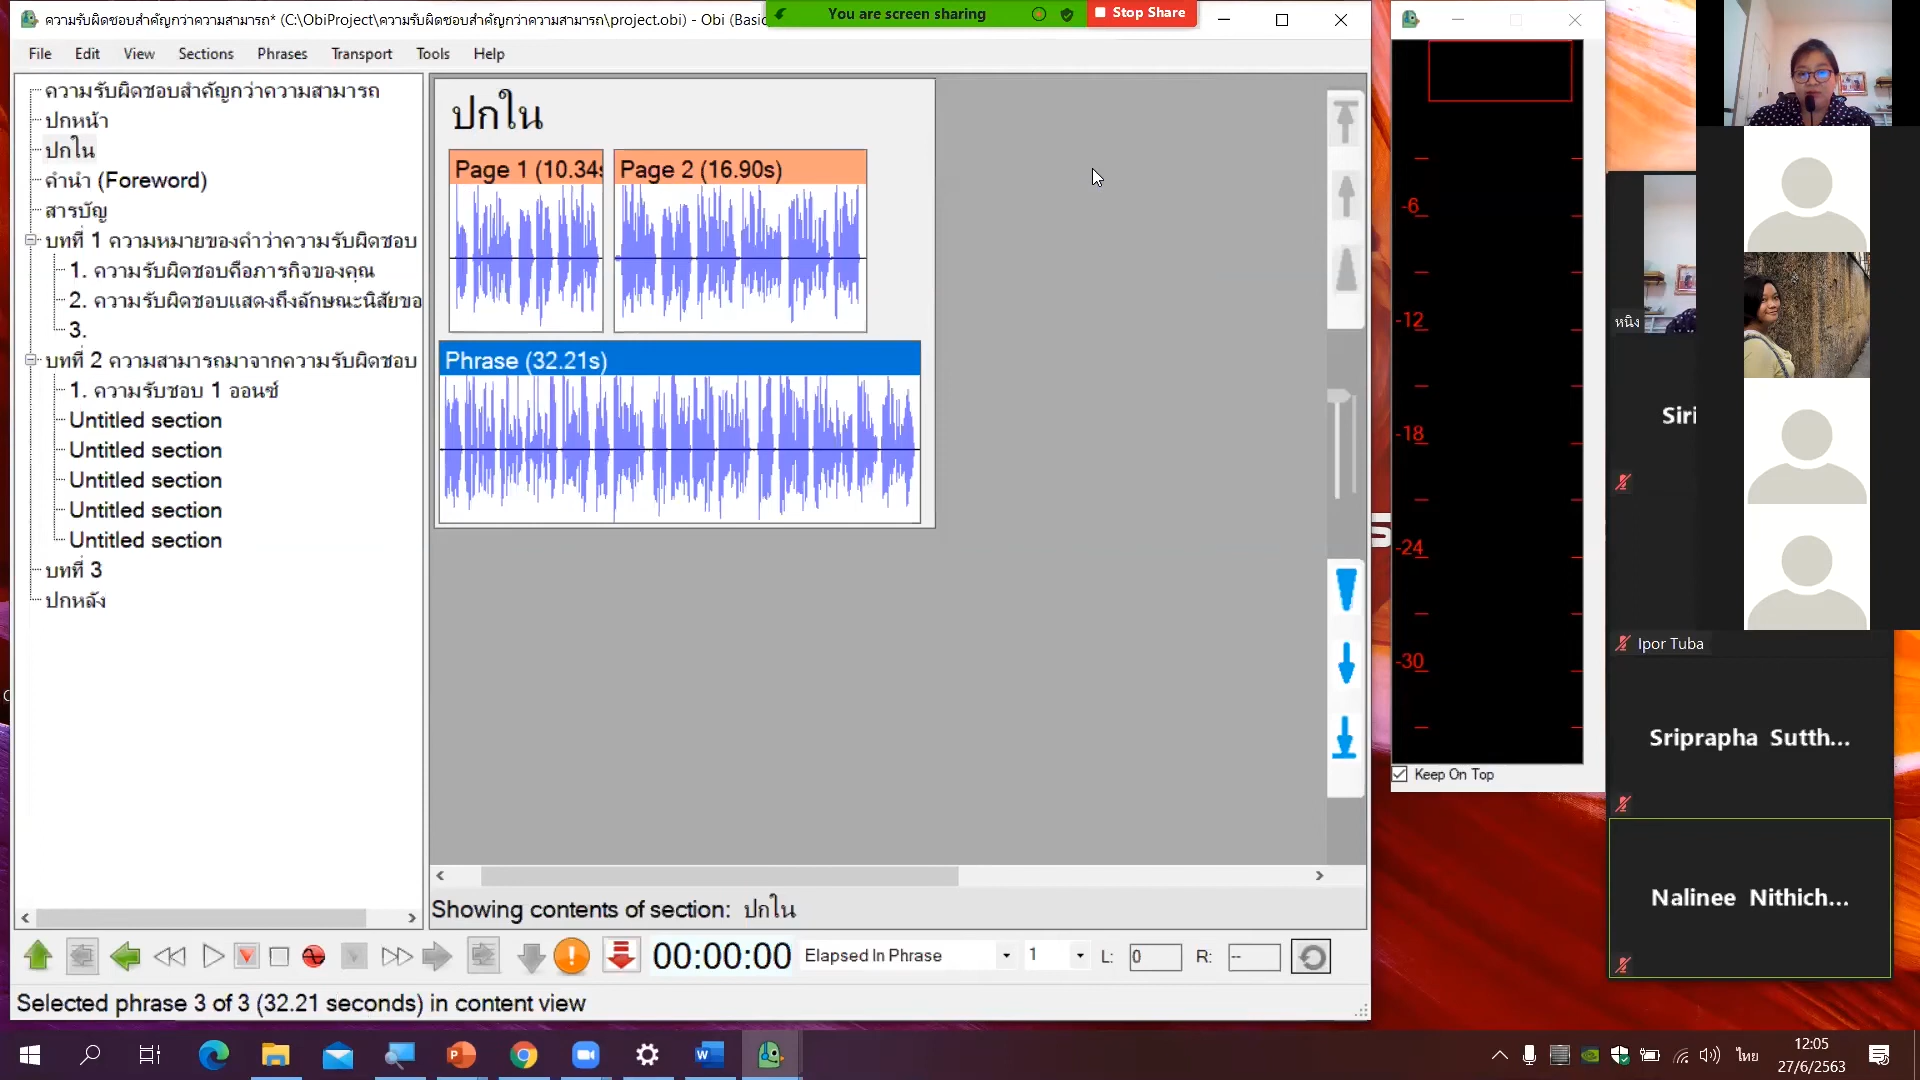 ความรับผิดชอบสำคัญกว่าความสามารถ* (C:\ObiProject\ความรับผิดชอบสำคัญกว่าความสามารถ\project.obi) - Obi (Basic
You are screen sharing
Stop Share
File Edit View Sections Phrases Transport Tools Help
ความรับผิดชอบสำคัญกว่าความสามารถ
ปกหน้า
ปกใน
คำนำ (Foreword)
สารบัญ
บทที่ 1 ความหมายของคำว่าความรับผิดชอบ
1. ความรับผิดชอบคือภารกิจของคุณ
2. ความรับผิดชอบแสดงถึงลักษณะนิสัยขอ
3.
บทที่ 2 ความสามารถมาจากความรับผิดชอบ
1. ความรับชอบ 1 ออนซ์
Untitled section
Untitled section
Untitled section
Untitled section
Untitled section
บทที่ 3
ปกหลัง
ปกใน
Page 1 (10.34s
Page 2 (16.90s)
Phrase (32.21s)
Showing contents of section: ปกใน
00:00:00
Elapsed In Phrase
1
L: 0
R: --
Selected phrase 3 of 3 (32.21 seconds) in content view
-6
-12
-18
-24
-30
Keep On Top
หนิง
Siri
Ipor Tuba
Sriprapha Sutth...
Nalinee Nithich...
ไทย
12:05
27/6/2563